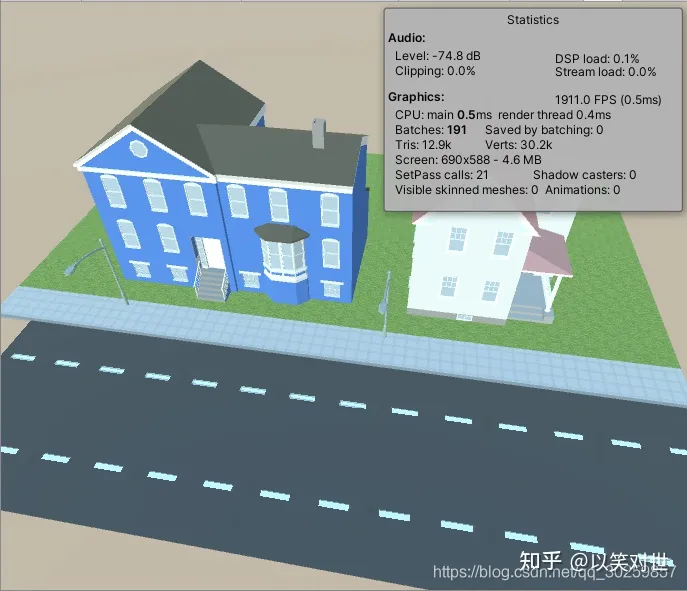 Statistics
Audio:
Level: -74.8 dB DSP load: 0.1%
Clipping: 0.0% Stream load: 0.0%
Graphics: 1911.0 FPS (0.5ms)
CPU: main 0.5ms render thread 0.4ms
Batches: 191 Saved by batching: 0
Tris: 12.9k Verts: 30.2k
Screen: 690x588 - 4.6 MB
SetPass calls: 21 Shadow casters: 0
Visible skinned meshes: 0 Animations: 0
知乎 @以笑对世
https://blog.csdn.net/qq_30259857